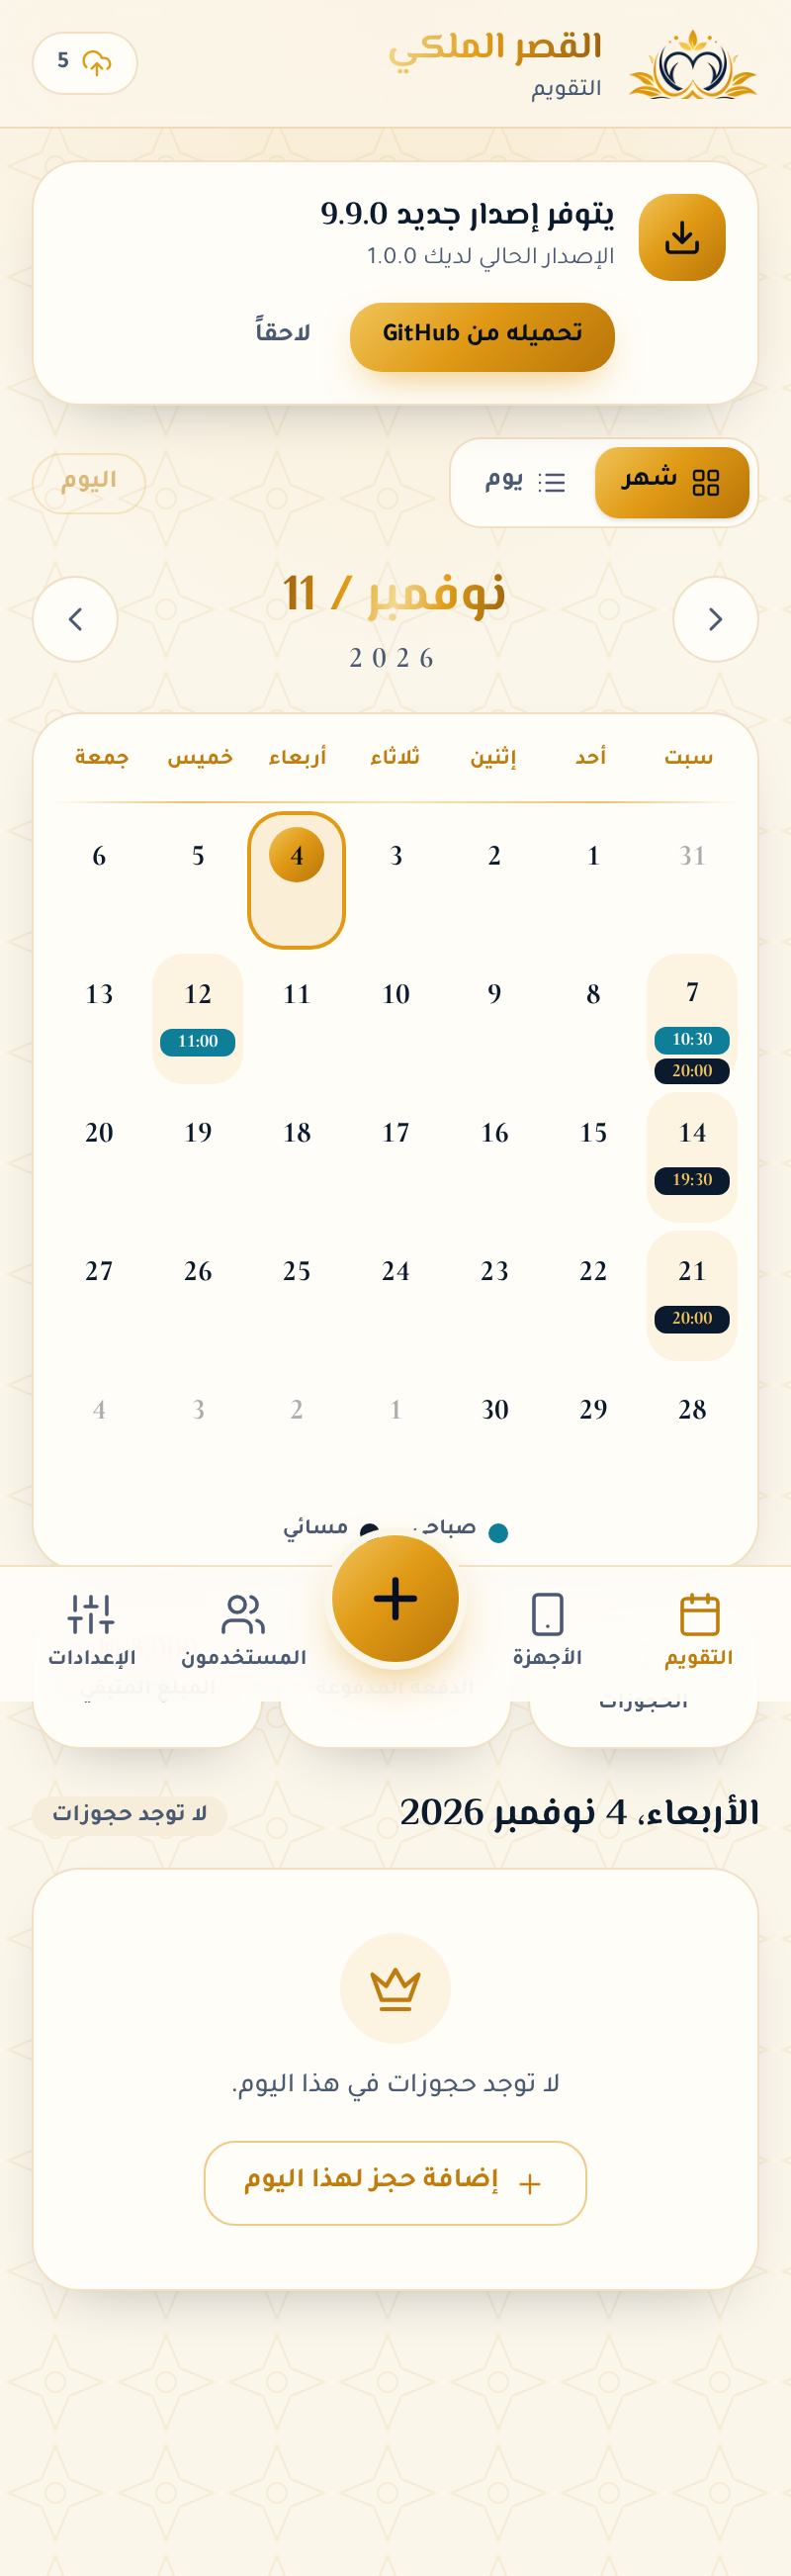 القصر الملكي
التقويم
5
يتوفر إصدار جديد 9.9.0
الإصدار الحالي لديك 1.0.0
تحميله من GitHub
لاحقاً
شهر
يوم
اليوم
نوفمبر / 11
2026
سبت أحد إثنين ثلاثاء أربعاء خميس جمعة
31 1 2 3 4 5 6
7 8 9 10 11 12 13
10:30 11:00
20:00
14 15 16 17 18 19 20
19:30
21 22 23 24 25 26 27
20:00
28 29 30 1 2 3 4
مسائي
التقويم
الأجهزة
المستخدمون
الإعدادات
الحجوزات
الدفعة المدفوعة
المبلغ المتبقي
الأربعاء، 4 نوفمبر 2026
لا توجد حجوزات
لا توجد حجوزات في هذا اليوم.
إضافة حجز لهذا اليوم